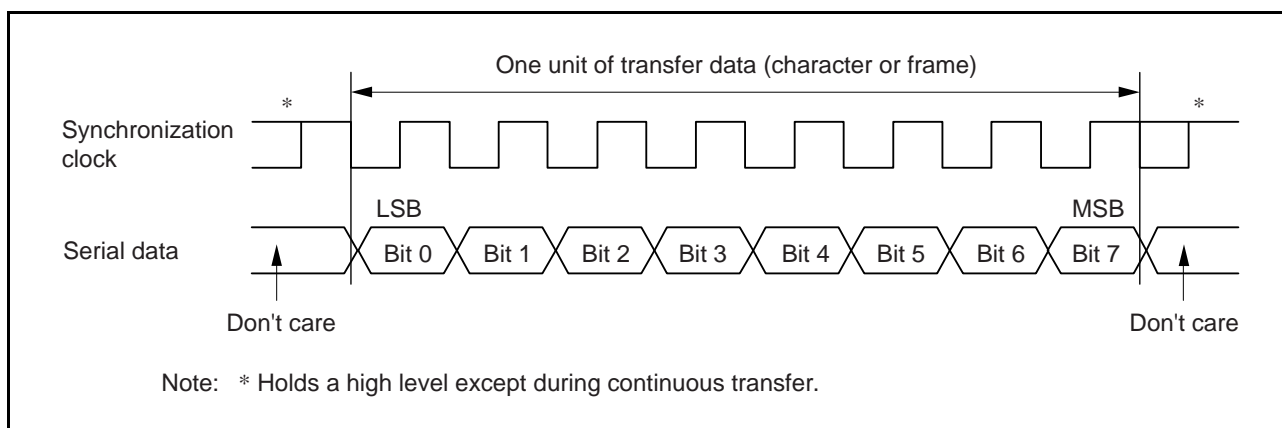 One unit of transfer data (character or frame)
* *
Synchronization
clock
LSB MSB
Serial data Bit 0 Bit 1 Bit 2 Bit 3 Bit 4 Bit 5 Bit 6 Bit 7
Don't care Don't care
Note: * Holds a high level except during continuous transfer.